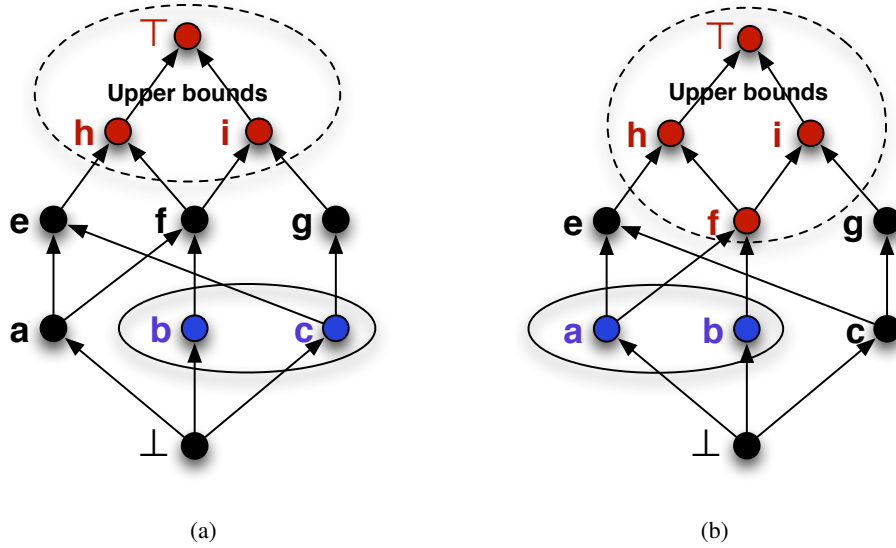 ⊤ ⊤
Upper bounds Upper bounds
h i h i
e f g e f g
a b c a b c
⊥ ⊥
(a) (b)